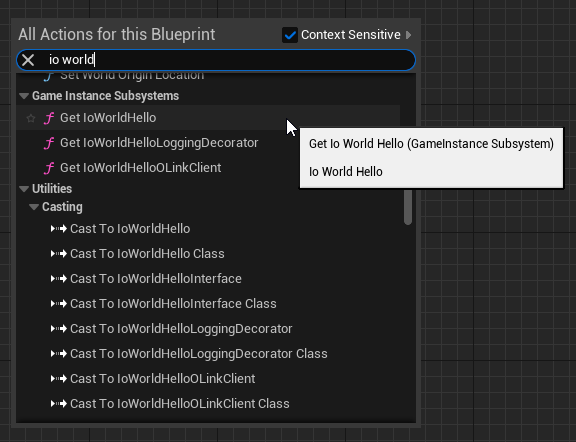 All Actions for this Blueprint
Context Sensitive
io world
Set World Origin Location
Game Instance Subsystems
Get IoWorldHello
Get IoWorldHelloLoggingDecorator
Get IoWorldHelloOLinkClient
Get Io World Hello (GameInstance Subsystem)
Io World Hello
Utilities
Casting
Cast To IoWorldHello
Cast To IoWorldHello Class
Cast To IoWorldHelloInterface
Cast To IoWorldHelloInterface Class
Cast To IoWorldHelloLoggingDecorator
Cast To IoWorldHelloLoggingDecorator Class
Cast To IoWorldHelloOLinkClient
Cast To IoWorldHelloOLinkClient Class